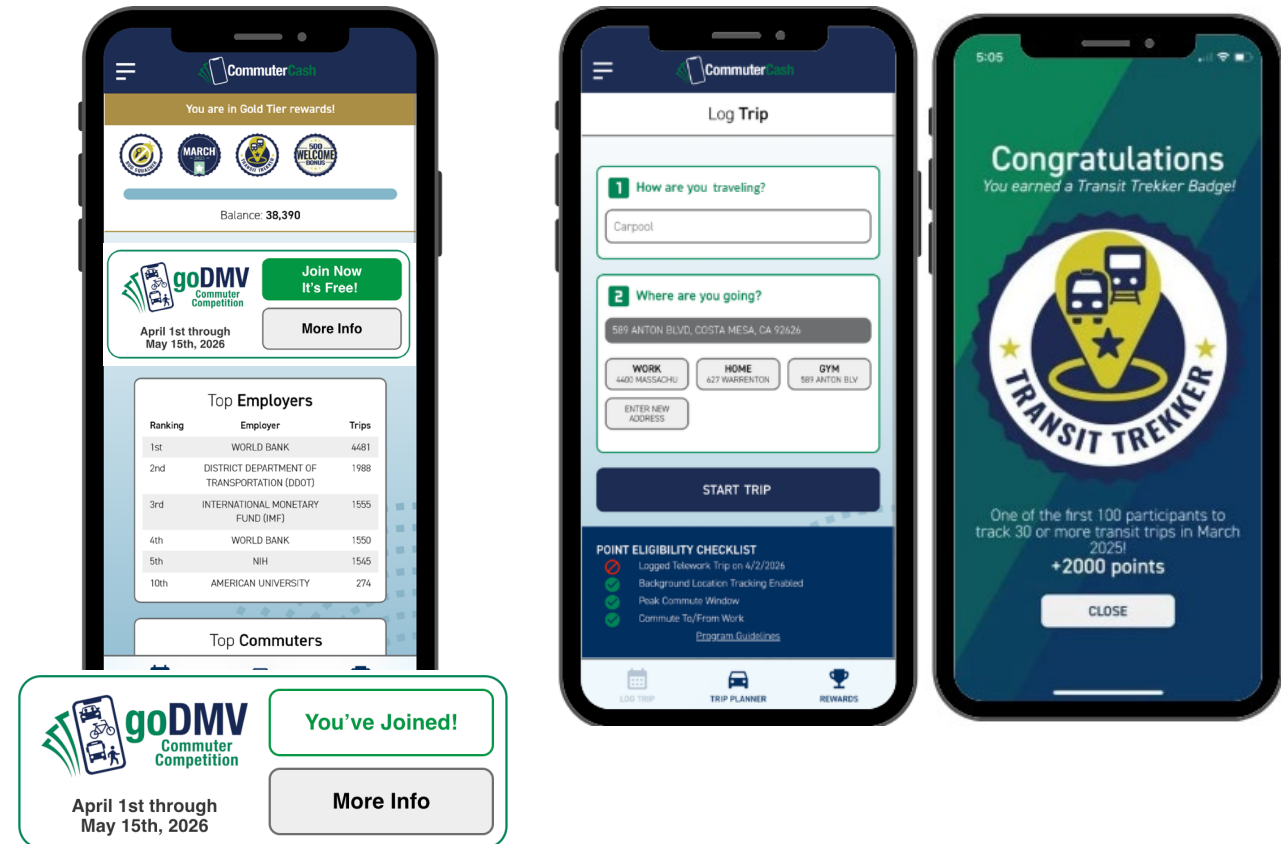 CommuterCash
You are in Gold Tier rewards!
MARCH
2025
TRANSIT TREKKER
500
WELCOME
BONUS
Balance: 38,390
goDMV
Commuter
Competition
April 1st through
May 15th, 2026
Join Now
It's Free!
More Info
Top Employers
Ranking Employer Trips
1st WORLD BANK 4481
2nd DISTRICT DEPARTMENT OF
TRANSPORTATION (DDOT) 1988
3rd INTERNATIONAL MONETARY
FUND (IMF) 1555
4th WORLD BANK 1550
5th NIH 1545
10th AMERICAN UNIVERSITY 274
Top Commuters
goDMV
Commuter
Competition
April 1st through
May 15th, 2026
You've Joined!
More Info
CommuterCash
Log Trip
1 How are you traveling?
Carpool
2 Where are you going?
589 ANTON BLVD, COSTA MESA, CA 92626
WORK
4400 MASSACHU
HOME
627 WARRENTON
GYM
589 ANTON BLV
ENTER NEW
ADDRESS
START TRIP
POINT ELIGIBILITY CHECKLIST
Logged Telework Trip on 4/2/2026
Background Location Tracking Enabled
Peak Commute Window
Commute To/From Work
Program Guidelines
LOG TRIP
TRIP PLANNER
REWARDS
5:05
Congratulations
You earned a Transit Trekker Badge!
TRANSIT TREKKER
One of the first 100 participants to
track 30 or more transit trips in March
2025!
+2000 points
CLOSE